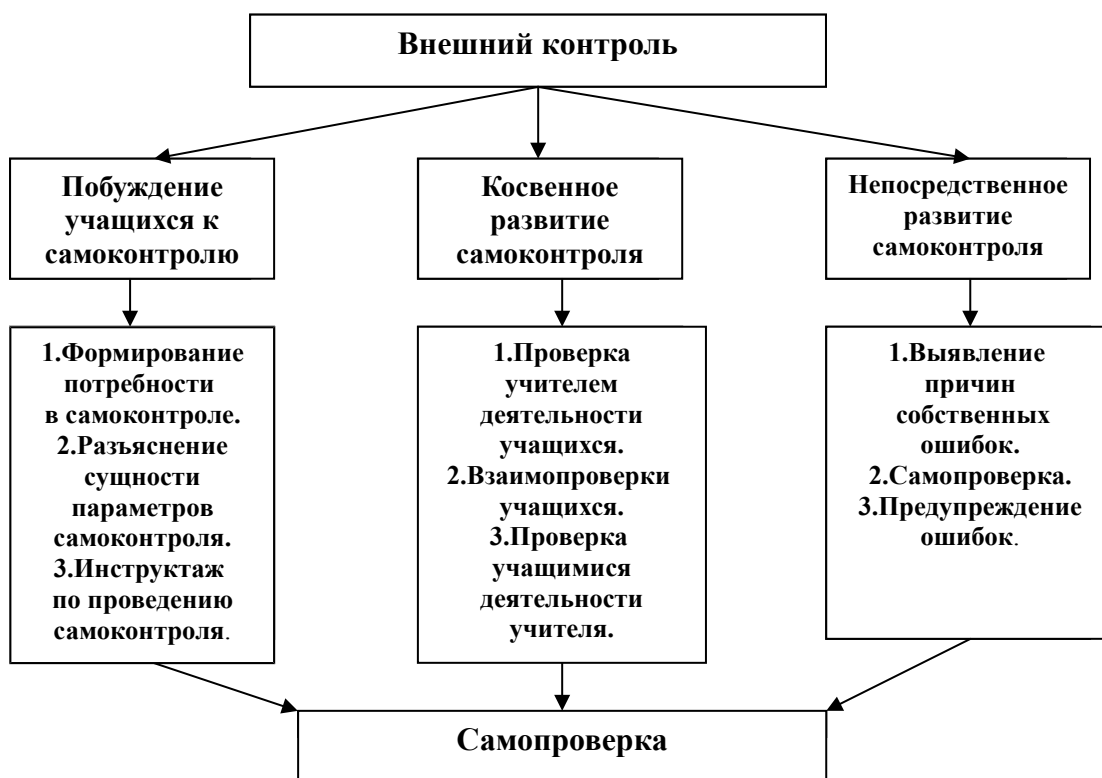 Внешний контроль
Побуждение
учащихся к
самоконтролю
Косвенное
развитие
самоконтроля
Непосредственное
развитие
самоконтроля
1.Формирование
потребности
в самоконтроле.
2.Разъяснение
сущности
параметров
самоконтроля.
3.Инструктаж
по проведению
самоконтроля.
1.Проверка
учителем
деятельности
учащихся.
2.Взаимопроверки
учащихся.
3.Проверка
учащимися
деятельности
учителя.
1.Выявление
причин
собственных
ошибок.
2.Самопроверка.
3.Предупреждение
ошибок.
Самопроверка